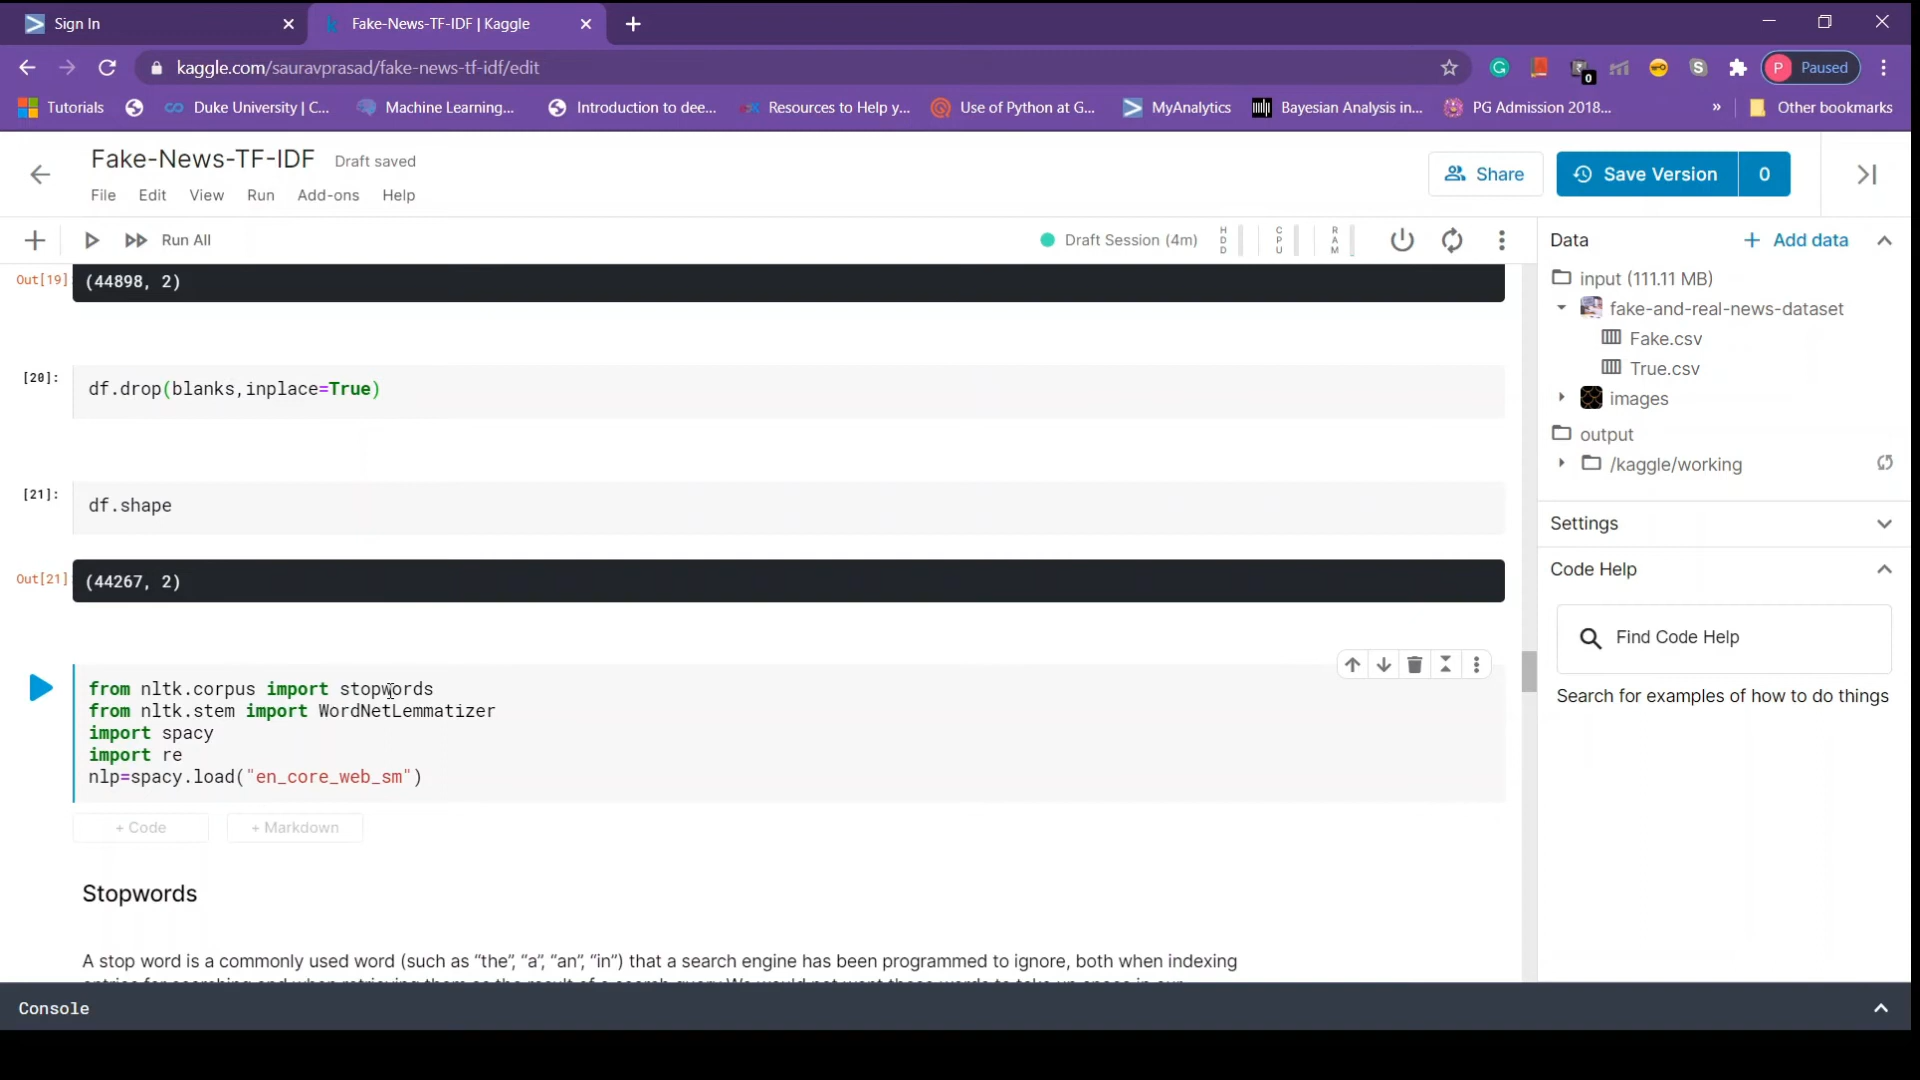 Sign In
Fake-News-TF-IDF | Kaggle
kaggle.com/sauravprasad/fake-news-tf-idf/edit
0
P Paused
Tutorials
Duke University | C...
Machine Learning...
Introduction to dee...
Resources to Help y...
Use of Python at G...
MyAnalytics
Bayesian Analysis in...
PG Admission 2018...
»
Other bookmarks
Fake-News-TF-IDF Draft saved
File Edit View Run Add-ons Help
Share
Save Version 0
Run All
Draft Session (4m)
HDD
CPU
RAM
Data
+ Add data
input (111.11 MB)
fake-and-real-news-dataset
Fake.csv
True.csv
images
output
/kaggle/working
Settings
Code Help
Find Code Help
Search for examples of how to do things
Out[19] (44898, 2)
[20]: df.drop(blanks,inplace=True)
[21]: df.shape
Out[21] (44267, 2)
from nltk.corpus import stopwords
from nltk.stem import WordNetLemmatizer
import spacy
import re
nlp=spacy.load("en_core_web_sm")
+ Code + Markdown
Stopwords
A stop word is a commonly used word (such as “the”, “a”, “an”, “in”) that a search engine has been programmed to ignore, both when indexing
Console